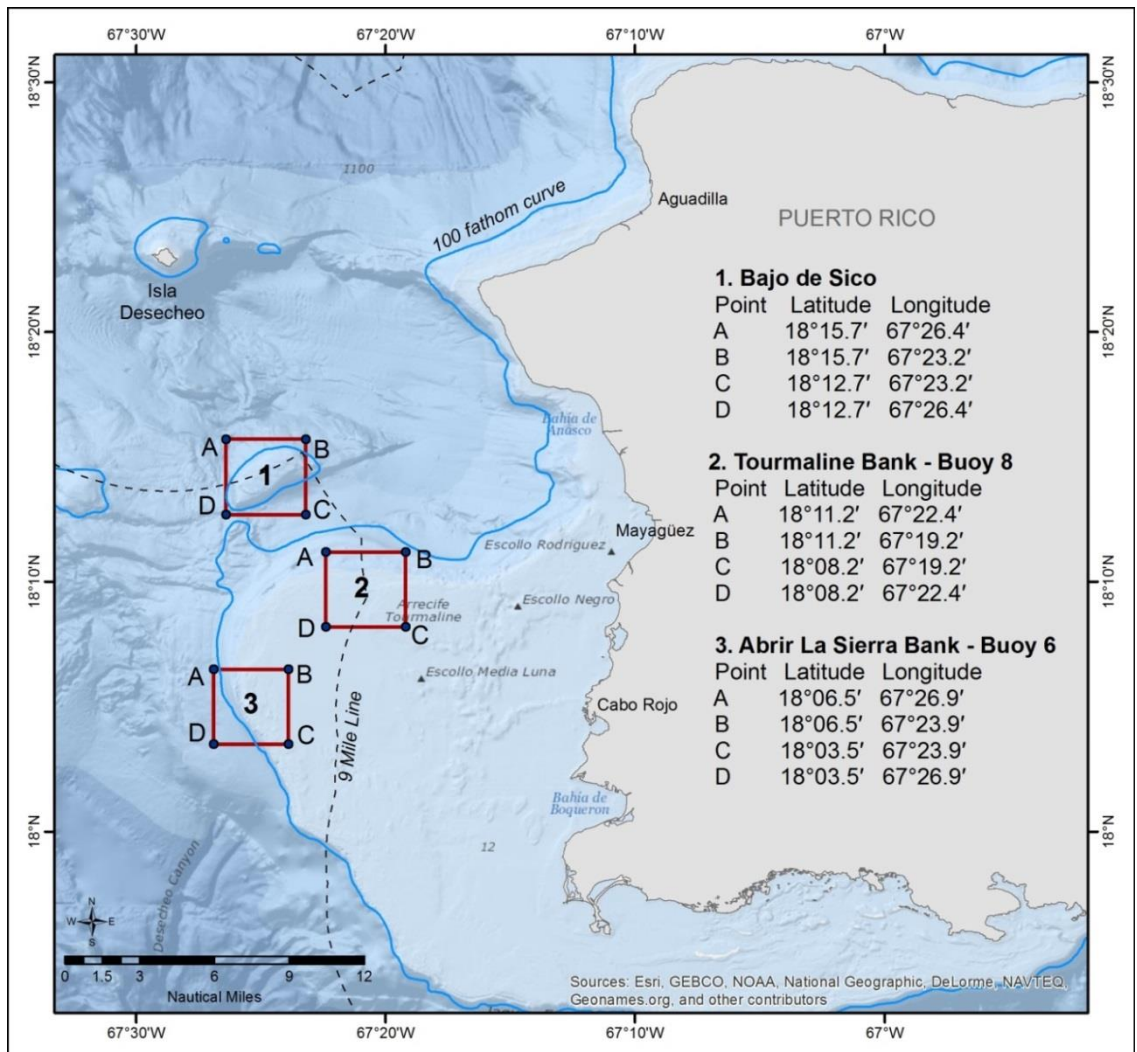 67°30'W 67°20'W 67°10'W 67°W
18°30'N
18°30'N
1100
100 fathom curve
Aguadilla
PUERTO RICO
Isla
Desecheo
18°20'N
18°20'N
1. Bajo de Sico
Point Latitude Longitude
A 18°15.7′ 67°26.4′
B 18°15.7′ 67°23.2′
C 18°12.7′ 67°23.2′
D 18°12.7′ 67°26.4′
Bahía de
Añasco
A
B
1
D
C
2. Tourmaline Bank - Buoy 8
Point Latitude Longitude
A 18°11.2′ 67°22.4′
B 18°11.2′ 67°19.2′
C 18°08.2′ 67°19.2′
D 18°08.2′ 67°22.4′
Mayagüez
Escollo Rodriguez
A
B
2
D
C
18°10'N
18°10'N
Escollo Negro
Arrecife
Tourmaline
Escollo Media Luna
3. Abrir La Sierra Bank - Buoy 6
Point Latitude Longitude
A 18°06.5′ 67°26.9′
B 18°06.5′ 67°23.9′
C 18°03.5′ 67°23.9′
D 18°03.5′ 67°26.9′
A
B
3
D
C
Cabo Rojo
9 Mile Line
Bahía de
Boqueron
18°N
18°N
12
Desecheo Canyon
N
W E
S
0 1.5 3 6 9 12
Nautical Miles
Sources: Esri, GEBCO, NOAA, National Geographic, DeLorme, NAVTEQ,
Geonames.org, and other contributors
67°30'W 67°20'W 67°10'W 67°W